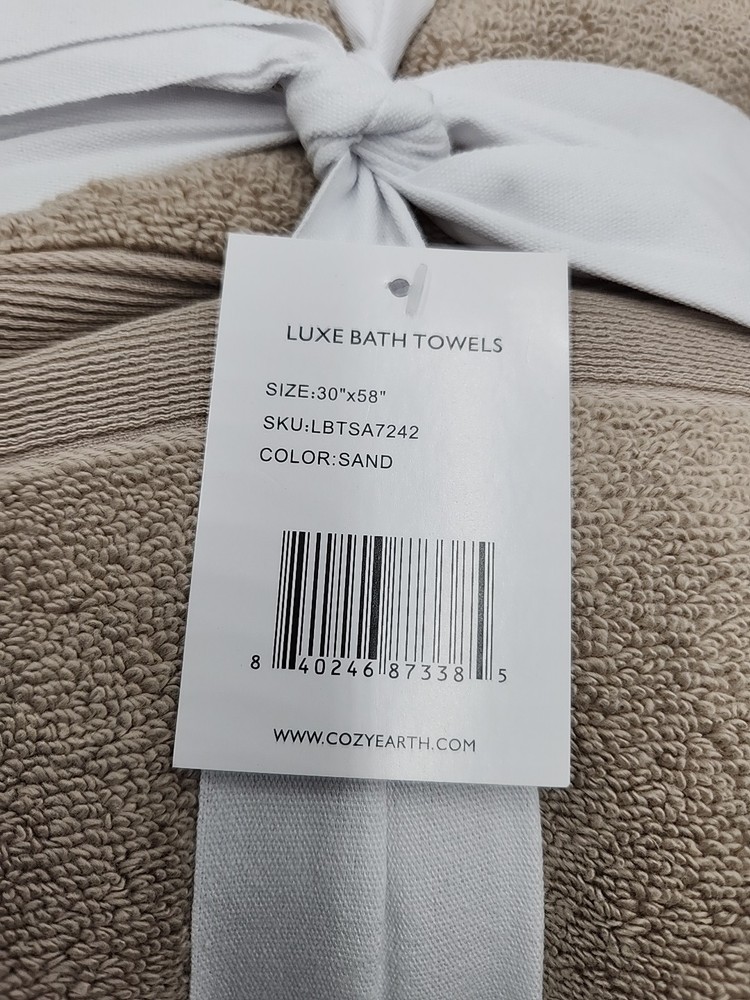 LUXE BATH TOWELS
SIZE:30"x58"
SKU:LBTSA7242
COLOR:SAND
8 40246 87338 5
WWW.COZYEARTH.COM